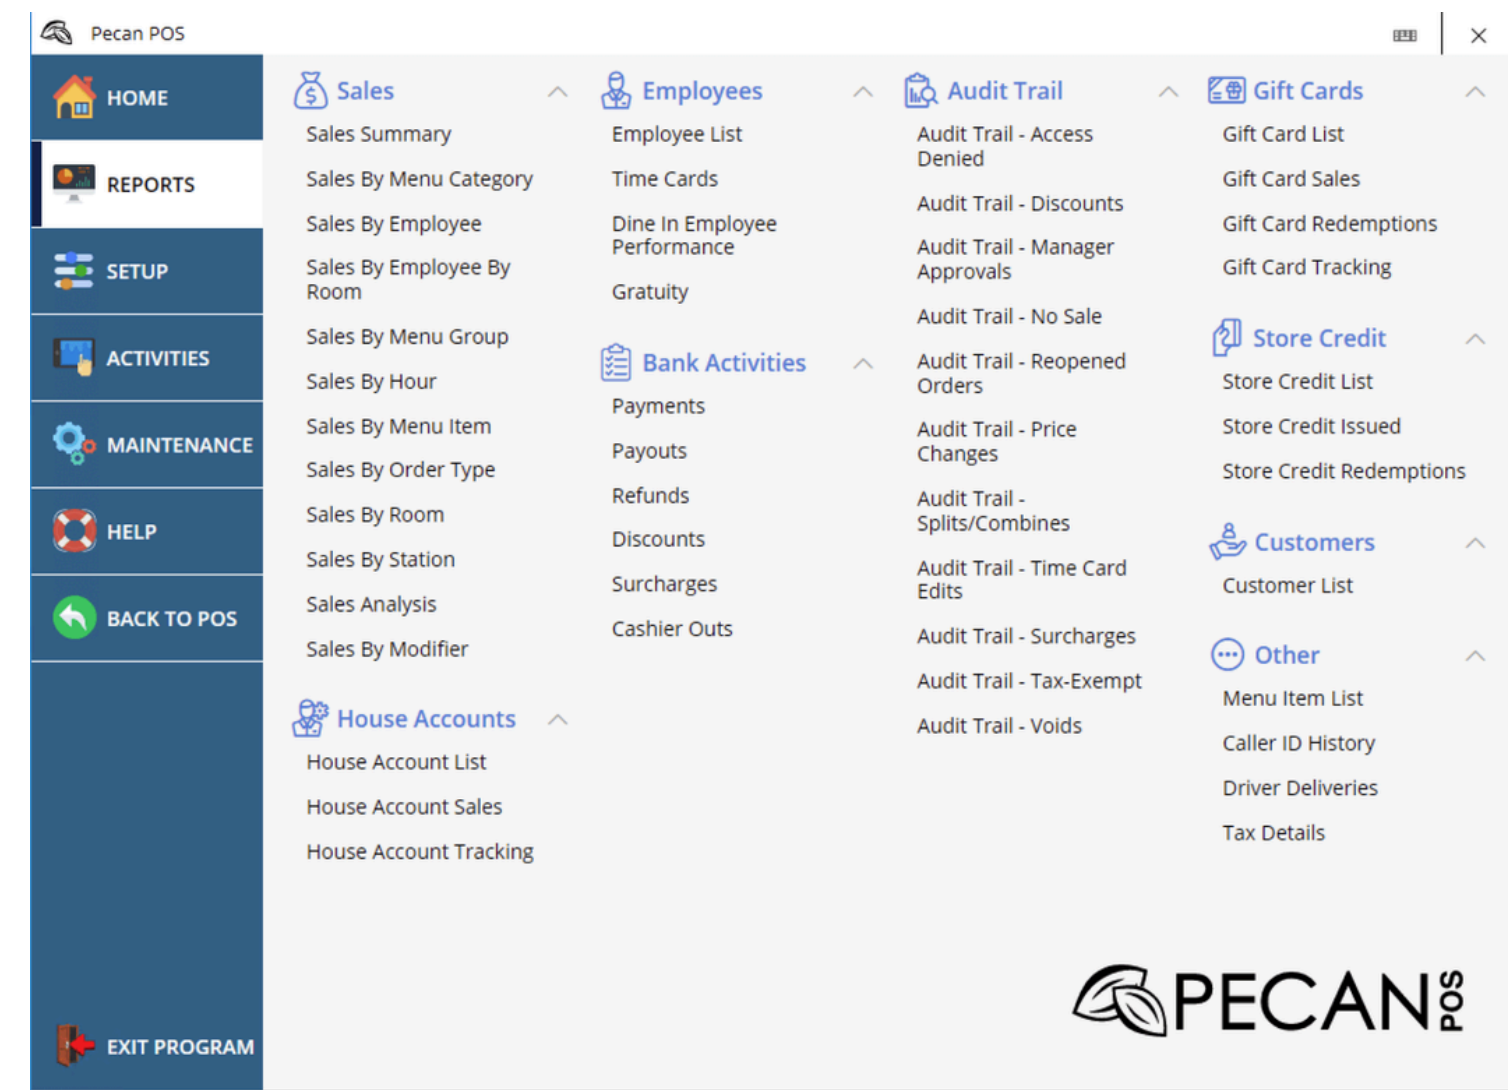 Pecan POS
HOME
REPORTS
SETUP
ACTIVITIES
MAINTENANCE
HELP
BACK TO POS
EXIT PROGRAM
Sales
Sales Summary
Sales By Menu Category
Sales By Employee
Sales By Employee By
Room
Sales By Menu Group
Sales By Hour
Sales By Menu Item
Sales By Order Type
Sales By Room
Sales By Station
Sales Analysis
Sales By Modifier
House Accounts
House Account List
House Account Sales
House Account Tracking
Employees
Employee List
Time Cards
Dine In Employee
Performance
Gratuity
Bank Activities
Payments
Payouts
Refunds
Discounts
Surcharges
Cashier Outs
Audit Trail
Audit Trail - Access
Denied
Audit Trail - Discounts
Audit Trail - Manager
Approvals
Audit Trail - No Sale
Audit Trail - Reopened
Orders
Audit Trail - Price
Changes
Audit Trail -
Splits/Combines
Audit Trail - Time Card
Edits
Audit Trail - Surcharges
Audit Trail - Tax-Exempt
Audit Trail - Voids
Gift Cards
Gift Card List
Gift Card Sales
Gift Card Redemptions
Gift Card Tracking
Store Credit
Store Credit List
Store Credit Issued
Store Credit Redemptions
Customers
Customer List
Other
Menu Item List
Caller ID History
Driver Deliveries
Tax Details
PECAN POS